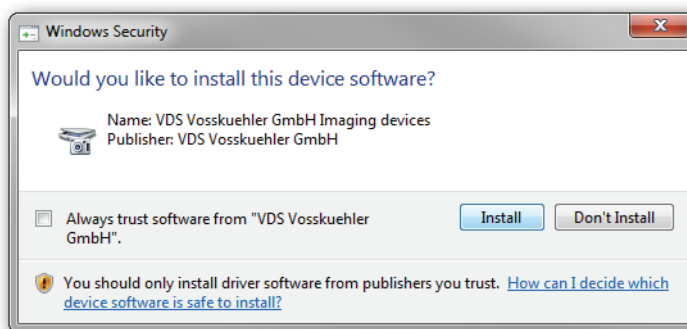 Windows Security
Would you like to install this device software?
Name: VDS Vosskuehler GmbH Imaging devices
Publisher: VDS Vosskuehler GmbH
Always trust software from "VDS Vosskuehler
GmbH".
Install
Don't Install
You should only install driver software from publishers you trust. How can I decide which
device software is safe to install?